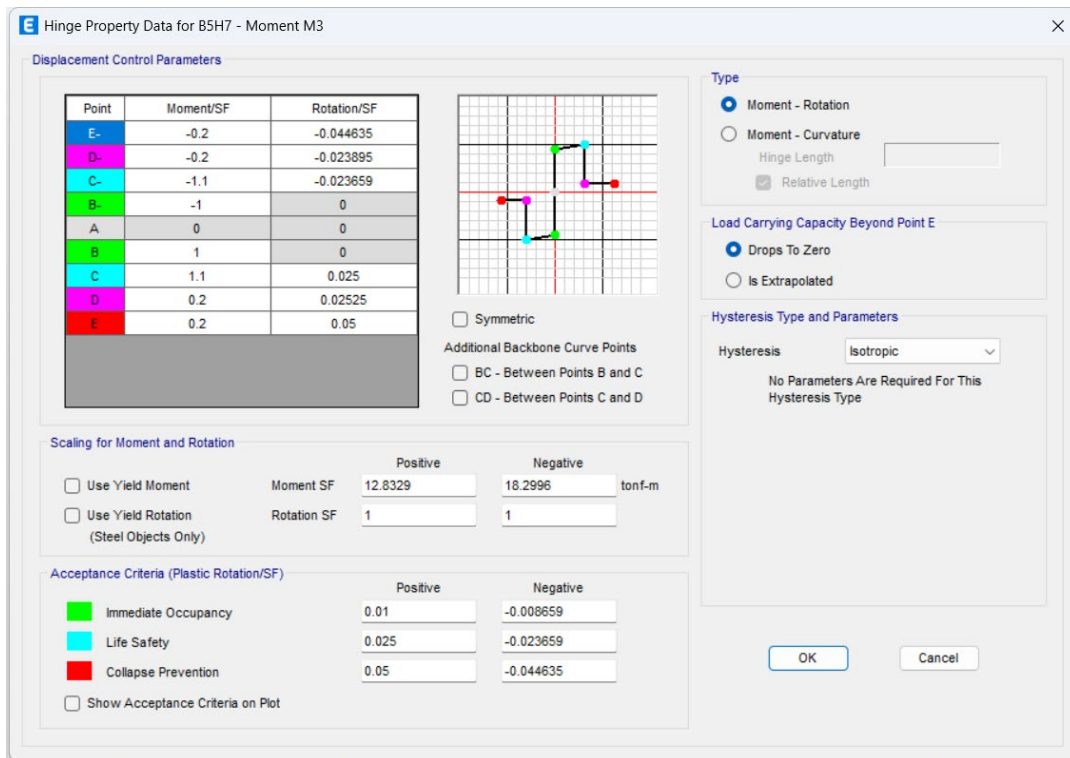 E Hinge Property Data for B5H7 - Moment M3
Displacement Control Parameters
Point Moment/SF Rotation/SF
E- -0.2 -0.044635
D- -0.2 -0.023895
C- -1.1 -0.023659
B- -1 0
A 0 0
B 1 0
C 1.1 0.025
D 0.2 0.02525
E 0.2 0.05
Symmetric
Additional Backbone Curve Points
BC - Between Points B and C
CD - Between Points C and D
Type
Moment - Rotation
Moment - Curvature
Hinge Length
Relative Length
Load Carrying Capacity Beyond Point E
Drops To Zero
Is Extrapolated
Hysteresis Type and Parameters
Hysteresis Isotropic
No Parameters Are Required For This
Hysteresis Type
Scaling for Moment and Rotation
Positive Negative
Use Yield Moment Moment SF 12.8329 18.2996 tonf-m
Use Yield Rotation Rotation SF 1 1
(Steel Objects Only)
Acceptance Criteria (Plastic Rotation/SF)
Positive Negative
Immediate Occupancy 0.01 -0.008659
Life Safety 0.025 -0.023659
Collapse Prevention 0.05 -0.044635
Show Acceptance Criteria on Plot
OK Cancel